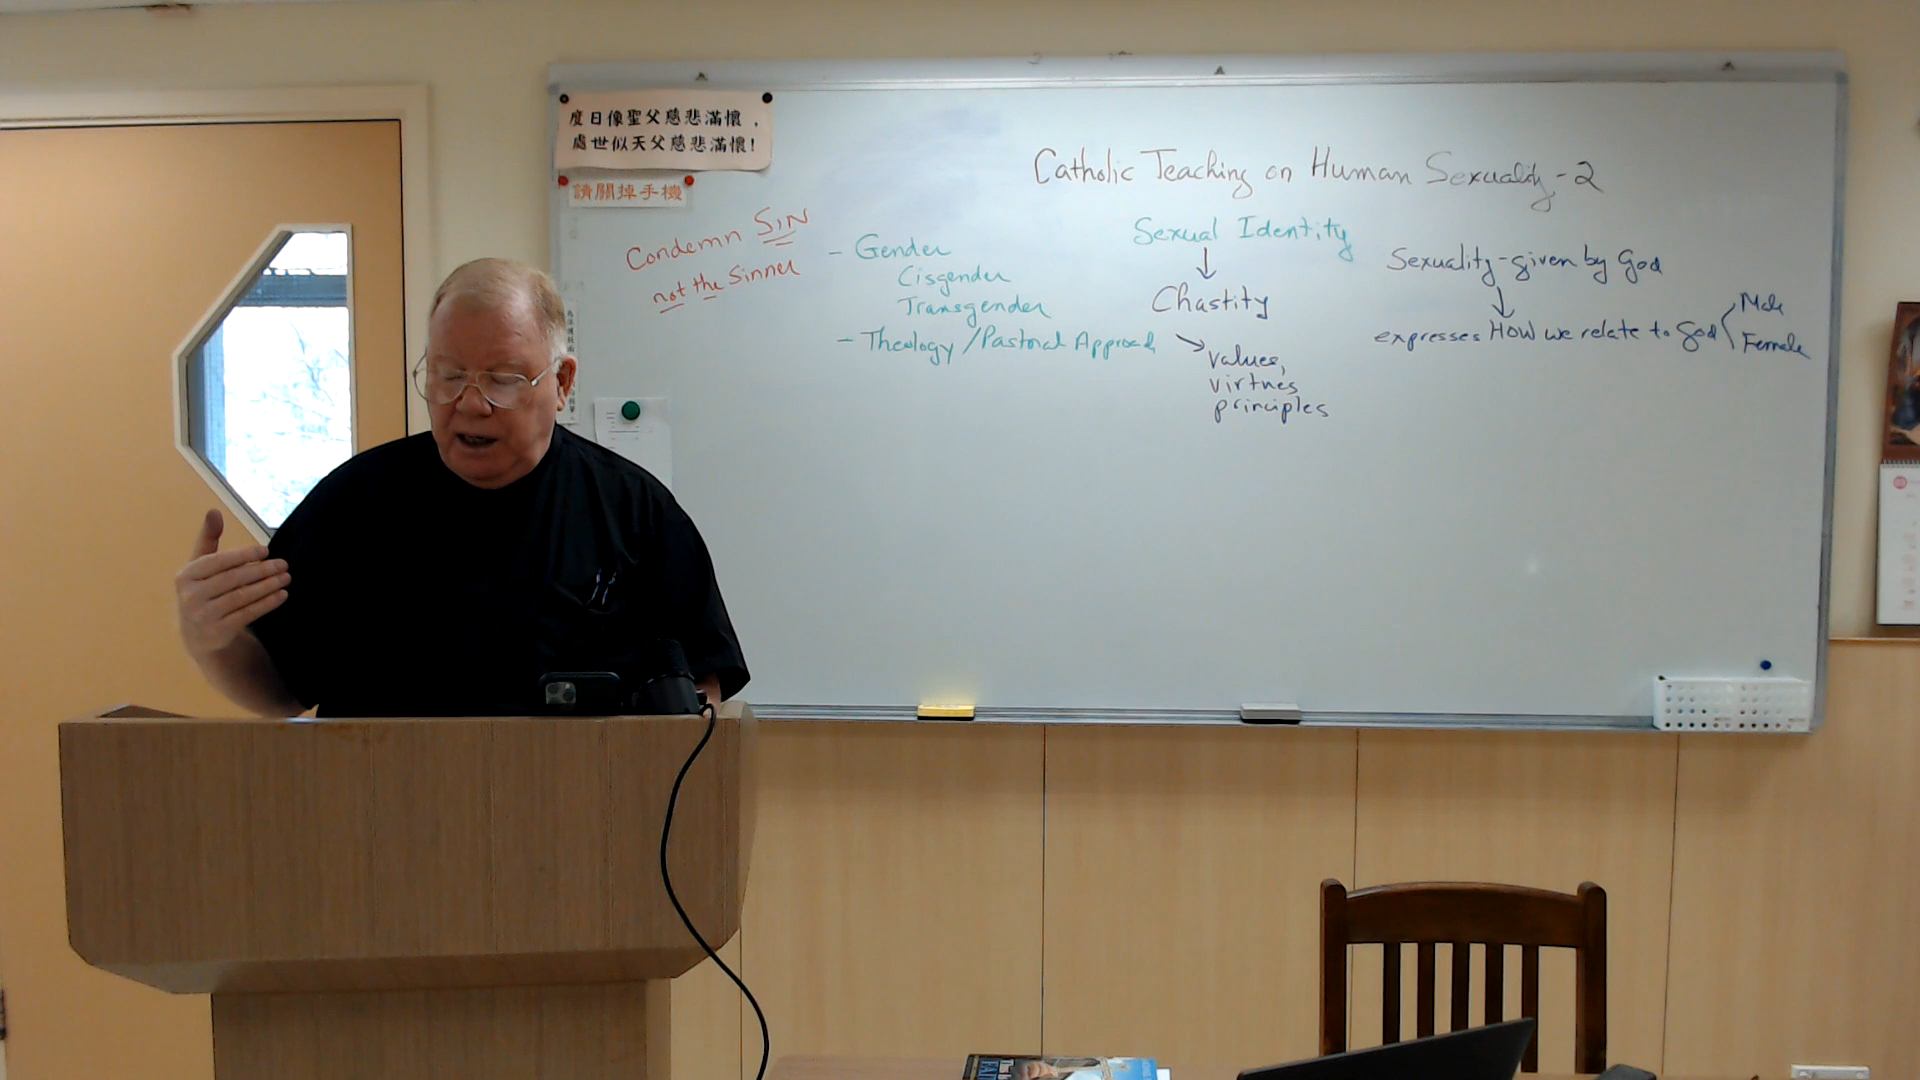 度日像聖父慈悲滿懷，
處世似天父慈悲滿懷!
請關掉手機
Catholic Teaching on Human Sexuality-2
Condemn SIN
not the Sinner
- Gender
Cisgender
Transgender
- Theology/Pastoral Approach
Sexual Identity
↓
Chastity
↘ values,
virtues
principles
Sexuality-given by God
↓
expresses How we relate to God
Male
Female